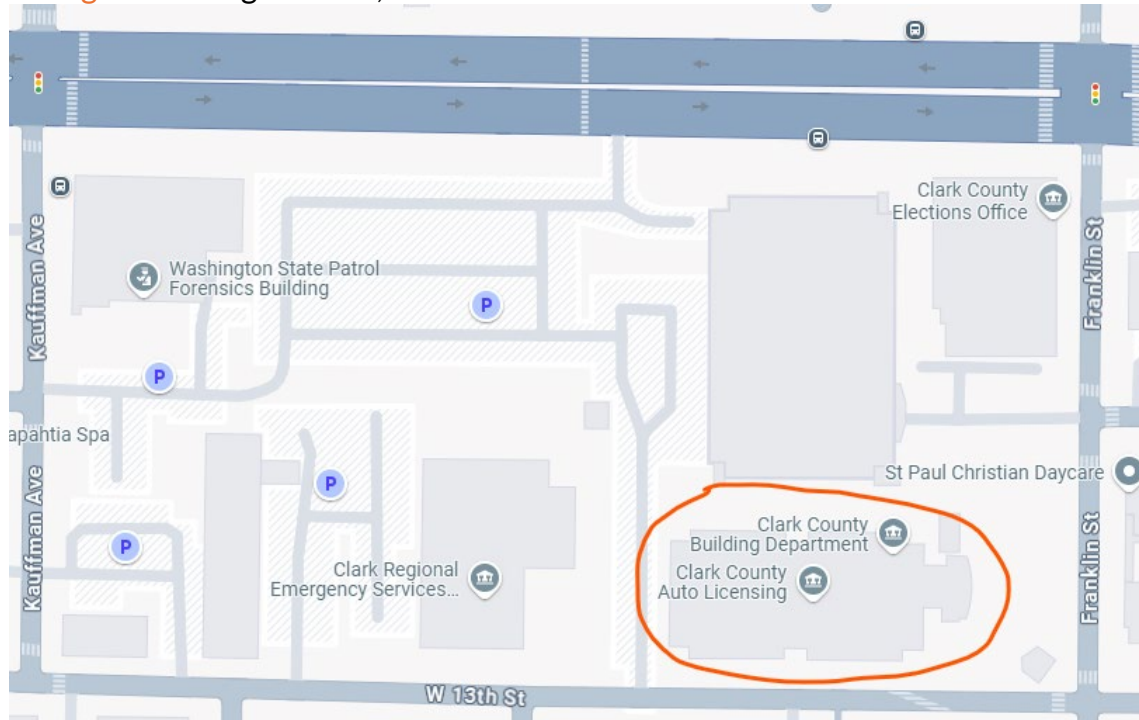 Clark County
Elections Office
Kauffman Ave
Franklin St
Washington State Patrol
Forensics Building
P
P
apahtia Spa
St Paul Christian Daycare
P
Kauffman Ave
Franklin St
P
Clark County
Building Department
Clark Regional
Emergency Services...
Clark County
Auto Licensing
W 13th St